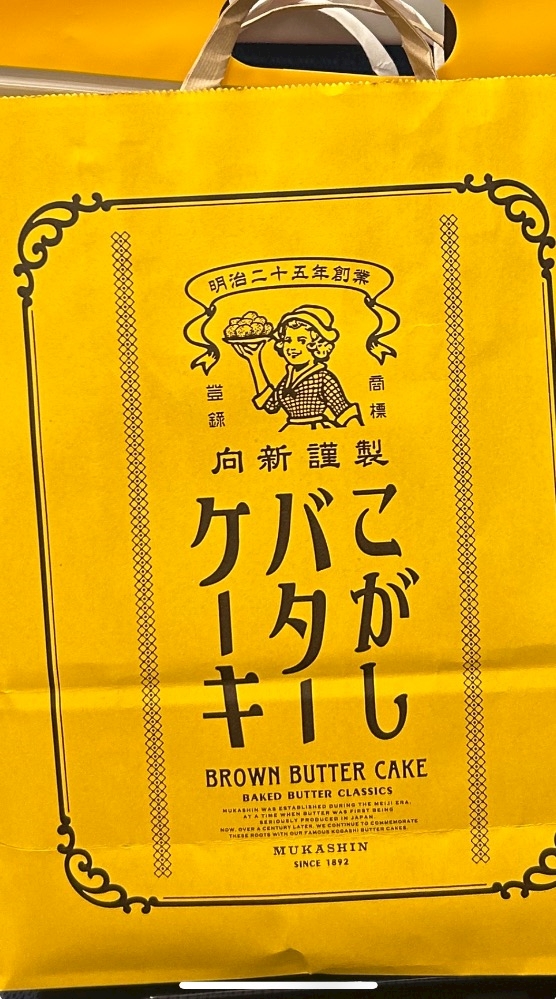 明治二十五年創業
登録
商標
向新謹製
こがし
バター
ケーキ
BROWN BUTTER CAKE
BAKED BUTTER CLASSICS
MUKASHIN WAS ESTABLISHED DURING THE MEIJI ERA,
AT A TIME WHEN BUTTER WAS FIRST BEING
SERIOUSLY PRODUCED IN JAPAN.
NOW, OVER A CENTURY LATER, WE CONTINUE TO COMMEMORATE
THESE ROOTS WITH OUR FAMOUS KOGASHI BUTTER CAKES.
MUKASHIN
SINCE 1892